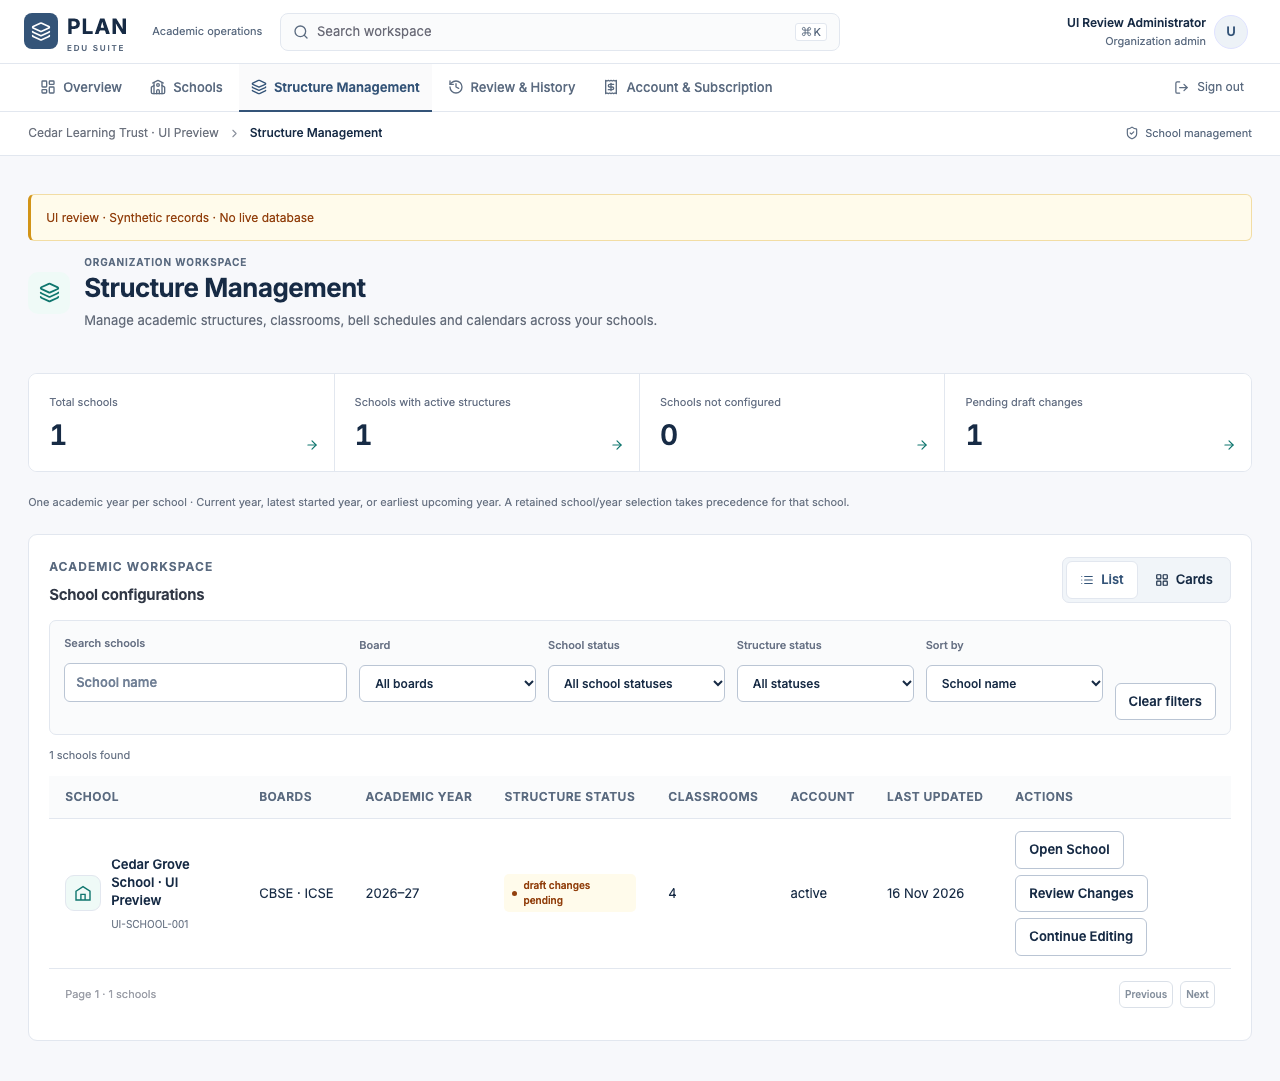 PLAN
EDU SUITE
Academic operations
Search workspace
⌘ K
UI Review Administrator
Organization admin
U
Overview
Schools
Structure Management
Review & History
Account & Subscription
Sign out
Cedar Learning Trust · UI Preview
Structure Management
School management
UI review · Synthetic records · No live database
ORGANIZATION WORKSPACE
Structure Management
Manage academic structures, classrooms, bell schedules and calendars across your schools.
Total schools
1
Schools with active structures
1
Schools not configured
0
Pending draft changes
1
One academic year per school · Current year, latest started year, or earliest upcoming year. A retained school/year selection takes precedence for that school.
ACADEMIC WORKSPACE
School configurations
List
Cards
Search schools
School name
Board
All boards
School status
All school statuses
Structure status
All statuses
Sort by
School name
Clear filters
1 schools found
SCHOOL BOARDS ACADEMIC YEAR STRUCTURE STATUS CLASSROOMS ACCOUNT LAST UPDATED ACTIONS
Cedar Grove
School · UI
Preview
UI-SCHOOL-001
CBSE · ICSE
2026–27
draft changes
pending
4
active
16 Nov 2026
Open School
Review Changes
Continue Editing
Page 1 · 1 schools
Previous
Next